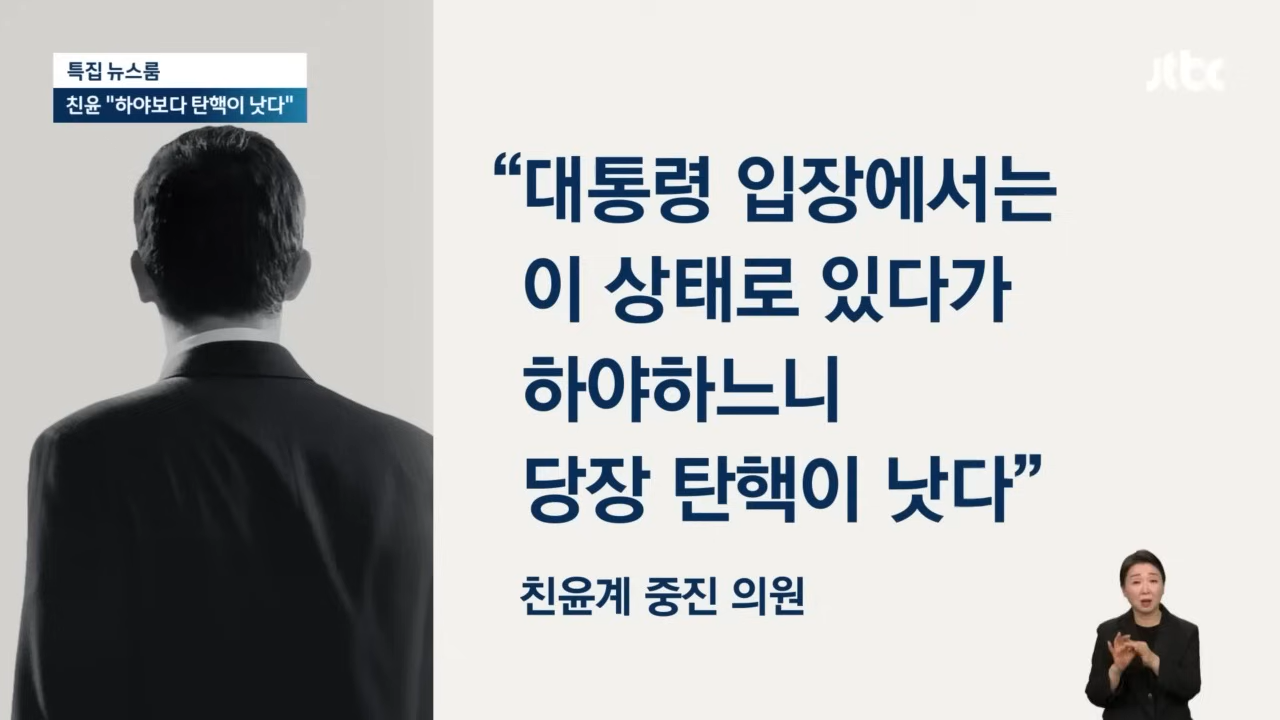 특집 뉴스룸
친윤 "하야보다 탄핵이 낫다"
jtbc
“대통령 입장에서는
이 상태로 있다가
하야하느니
당장 탄핵이 낫다”
친윤계 중진 의원